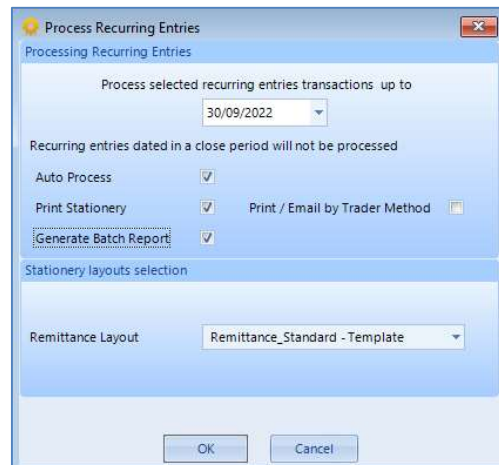 Process Recurring Entries
Processing Recurring Entries
Process selected recurring entries transactions up to
30/09/2022
Recurring entries dated in a close period will not be processed
Auto Process
Print Stationery Print / Email by Trader Method
Generate Batch Report
Stationery layouts selection
Remittance Layout Remittance_Standard - Template
OK Cancel